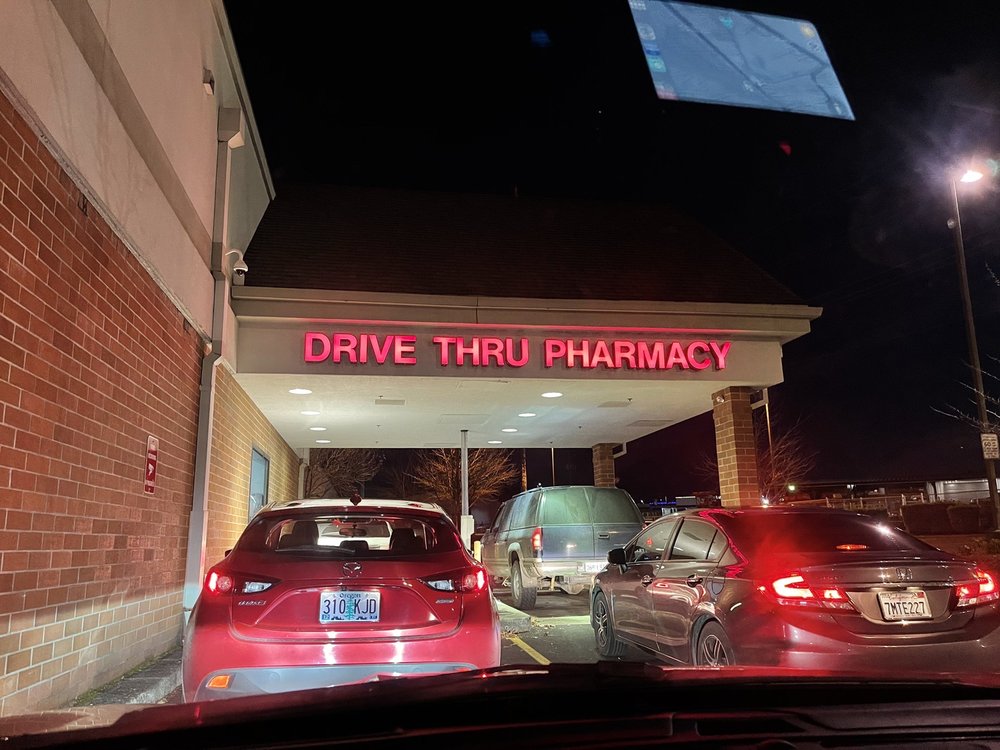 DRIVE THRU PHARMACY
Oregon
310 KJD
7MTE227